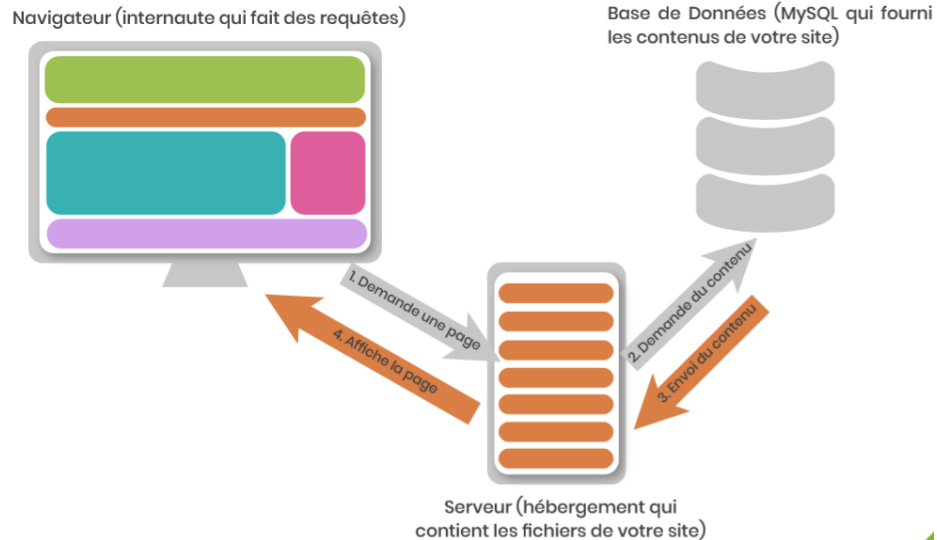 Navigateur (internaute qui fait des requêtes)
Base de Données (MySQL qui fourni
les contenus de votre site)
1. Demande une page
2. Demande du contenu
3. Envoi du contenu
4. Affiche la page
Serveur (hébergement qui
contient les fichiers de votre site)